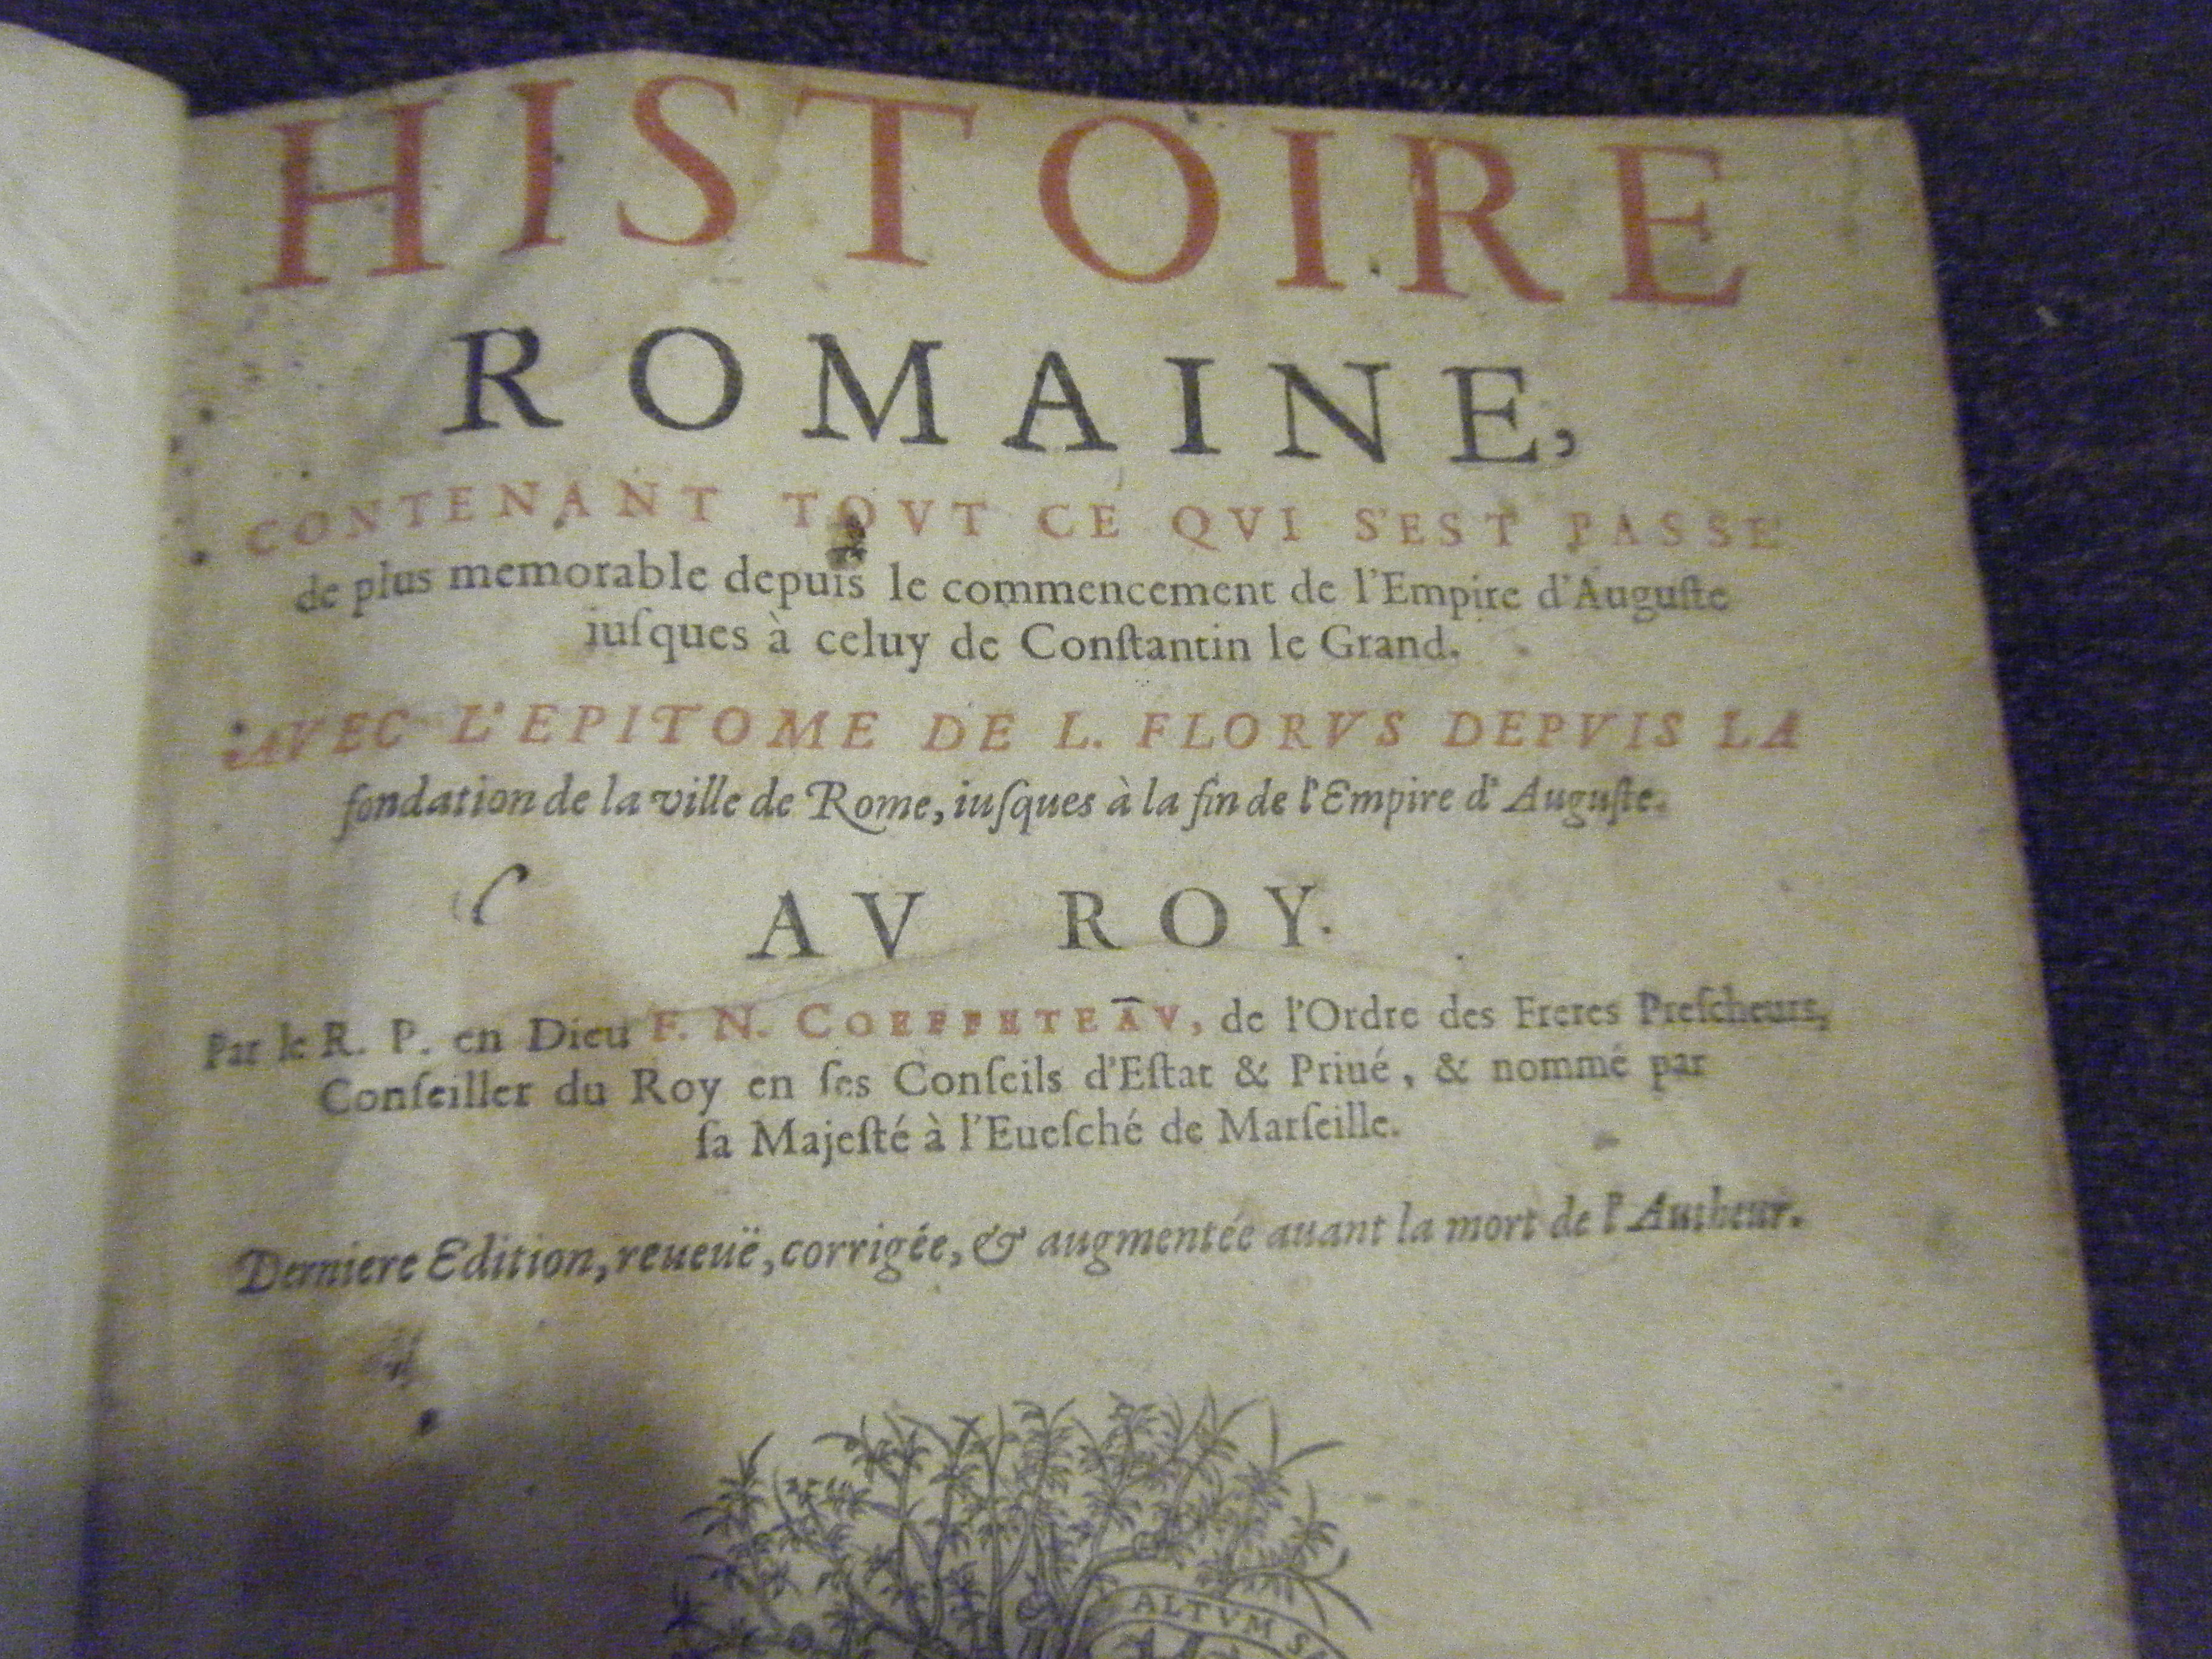 HISTOIRE
ROMAINE,
CONTENANT TOVT CE QVI S'EST PASSE'
de plus memorable depuis le commencement de l'Empire d'Auguſte
iuſques à celuy de Conſtantin le Grand.
AVEC L'EPITOME DE L. FLORVS DEPVIS LA
fondation de la ville de Rome, iuſques à la fin de l'Empire d'Auguſte.
AV ROY.
Par le R. P. en Dieu F. N. COEFFETEAV, de l'Ordre des Freres Preſcheurs,
Conſeiller du Roy en ſes Conſeils d'Eſtat & Priué, & nommé par
ſa Majeſté à l'Eueſché de Marſeille.
Derniere Edition, reueuë, corrigée, & augmentée auant la mort de l'Autheur.
ALTVM